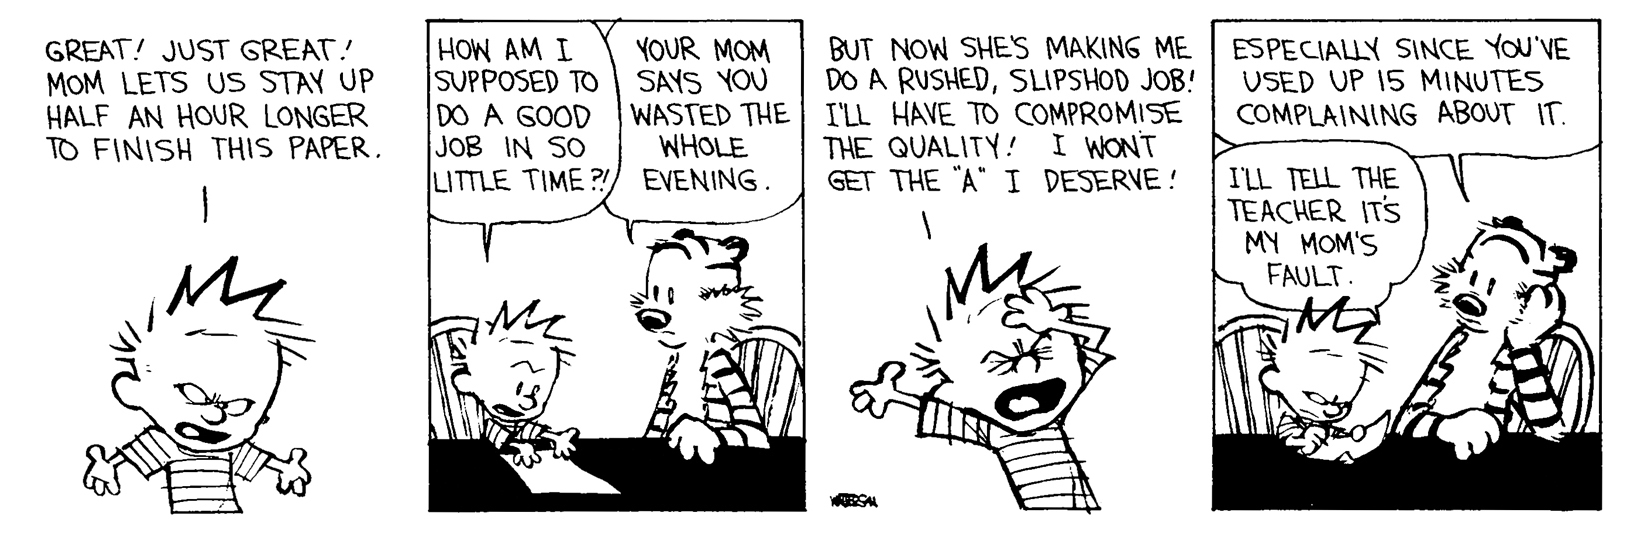 GREAT! JUST GREAT!
MOM LETS US STAY UP
HALF AN HOUR LONGER
TO FINISH THIS PAPER.
HOW AM I
SUPPOSED TO
DO A GOOD
JOB IN SO
LITTLE TIME?!
YOUR MOM
SAYS YOU
WASTED THE
WHOLE
EVENING.
BUT NOW SHE'S MAKING ME
DO A RUSHED, SLIPSHOD JOB!
I'LL HAVE TO COMPROMISE
THE QUALITY! I WON'T
GET THE "A" I DESERVE!
WATTERSON
ESPECIALLY SINCE YOU'VE
USED UP 15 MINUTES
COMPLAINING ABOUT IT.
I'LL TELL THE
TEACHER IT'S
MY MOM'S
FAULT.